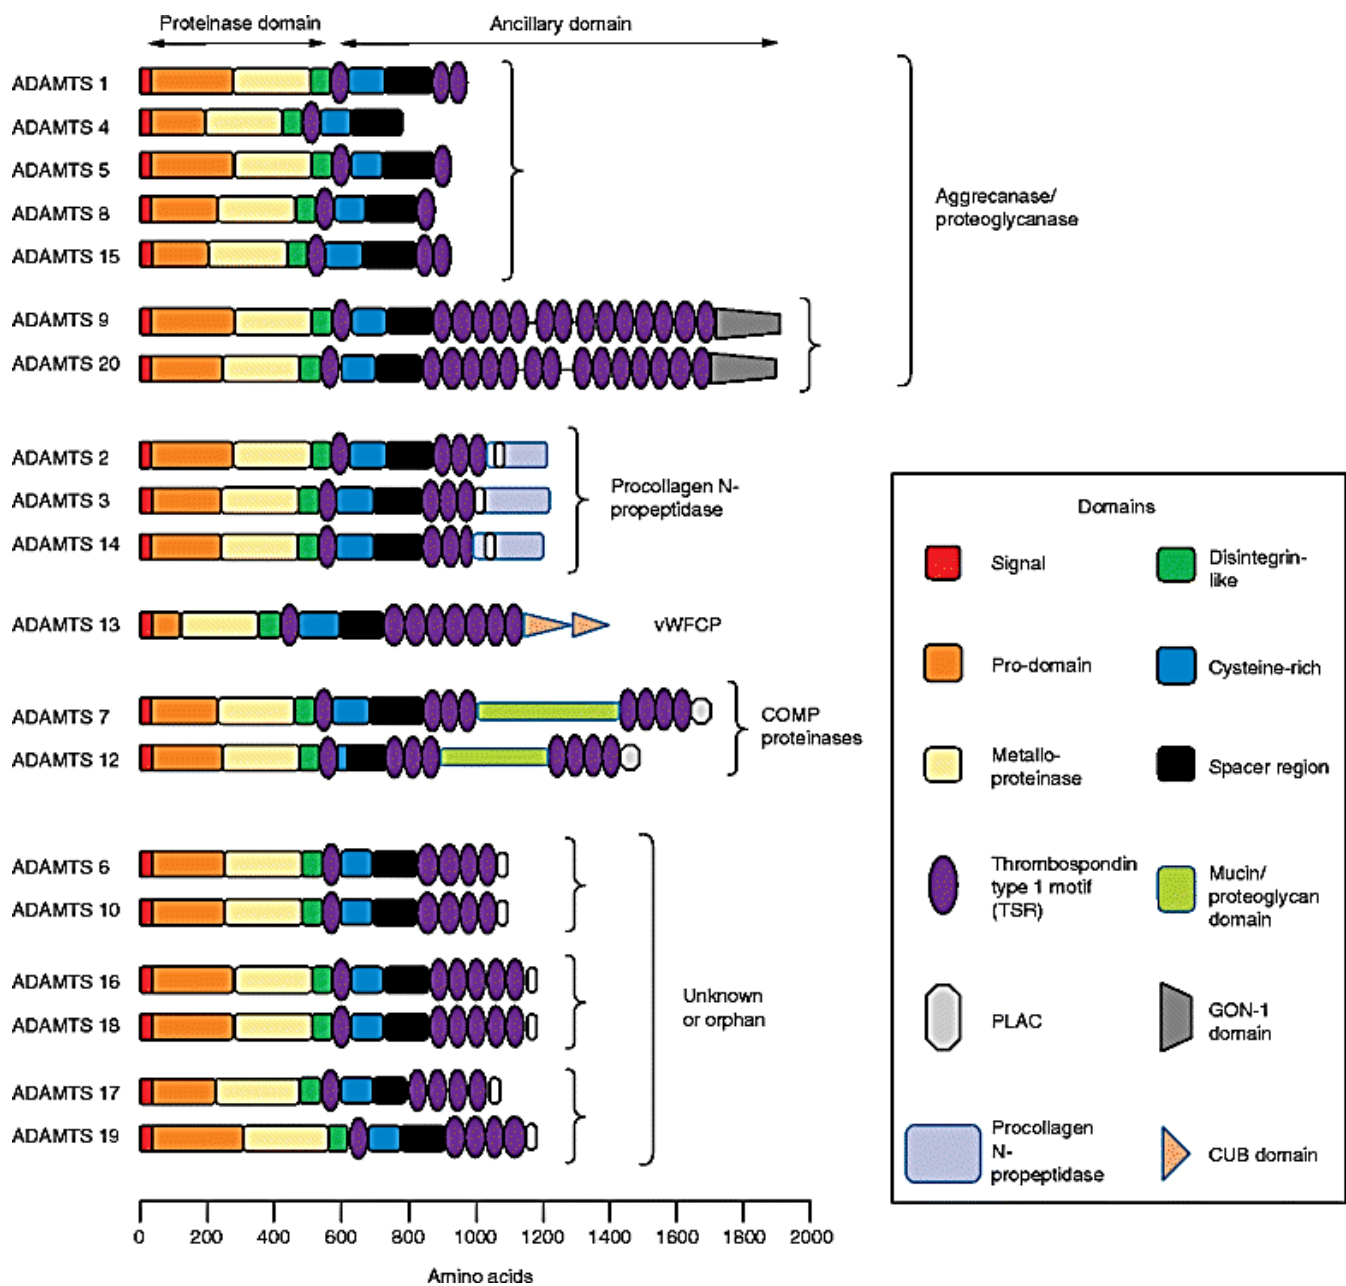 Proteinase domain
Ancillary domain
ADAMTS 1
ADAMTS 4
ADAMTS 5
ADAMTS 8
ADAMTS 15
Aggrecanase/
proteoglycanase
ADAMTS 9
ADAMTS 20
ADAMTS 2
ADAMTS 3
ADAMTS 14
Procollagen N-
propeptidase
ADAMTS 13
vWFCP
ADAMTS 7
ADAMTS 12
COMP
proteinases
ADAMTS 6
ADAMTS 10
ADAMTS 16
ADAMTS 18
ADAMTS 17
ADAMTS 19
Unknown
or orphan
0 200 400 600 800 1000 1200 1400 1600 1800 2000
Amino acids
Domains
Signal
Disintegrin-
like
Pro-domain
Cysteine-rich
Metallo-
proteinase
Spacer region
Thrombospondin
type 1 motif
(TSR)
Mucin/
proteoglycan
domain
PLAC
GON-1
domain
Procollagen
N-
propeptidase
CUB domain